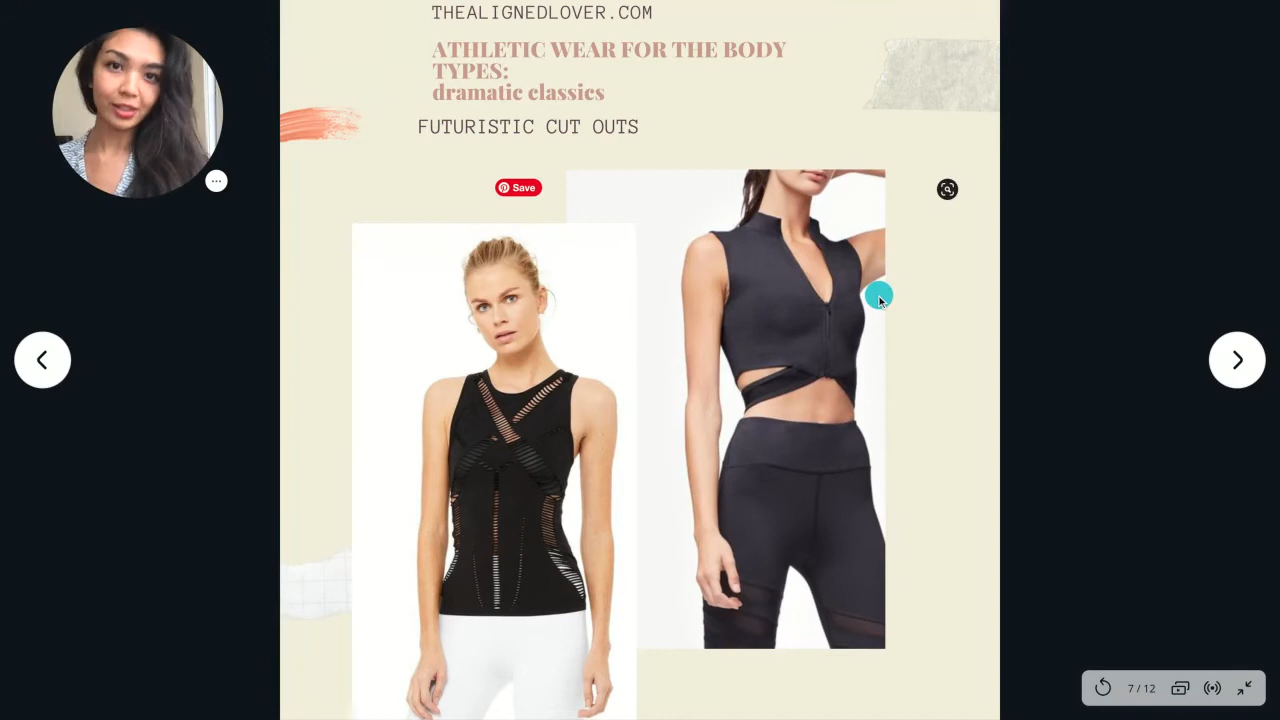 THEALIGNEDLOVER.COM
ATHLETIC WEAR FOR THE BODY
TYPES:
dramatic classics
FUTURISTIC CUT OUTS
Save
7 / 12